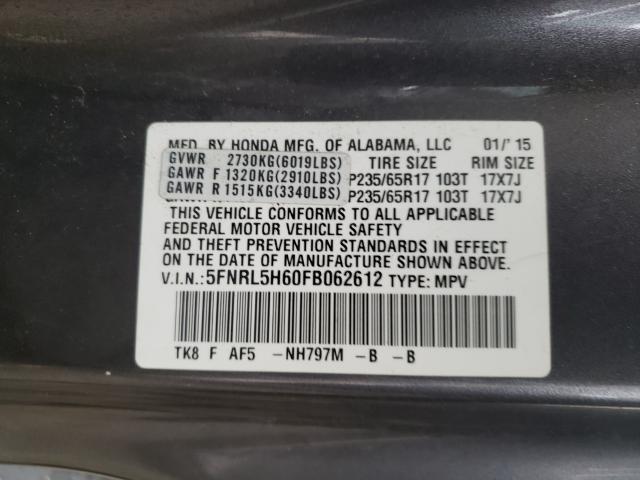 MFD. BY HONDA MFG. OF ALABAMA, LLC 01/'15
GVWR 2730KG(6019LBS) TIRE SIZE RIM SIZE
GAWR F 1320KG(2910LBS) P235/65R17 103T 17X7J
GAWR R 1515KG(3340LBS) P235/65R17 103T 17X7J
THIS VEHICLE CONFORMS TO ALL APPLICABLE
FEDERAL MOTOR VEHICLE SAFETY
AND THEFT PREVENTION STANDARDS IN EFFECT
ON THE DATE OF MANUFACTURE SHOWN ABOVE.
V.I.N.:5FNRL5H60FB062612 TYPE: MPV
TK8 F AF5 -NH797M -B -B